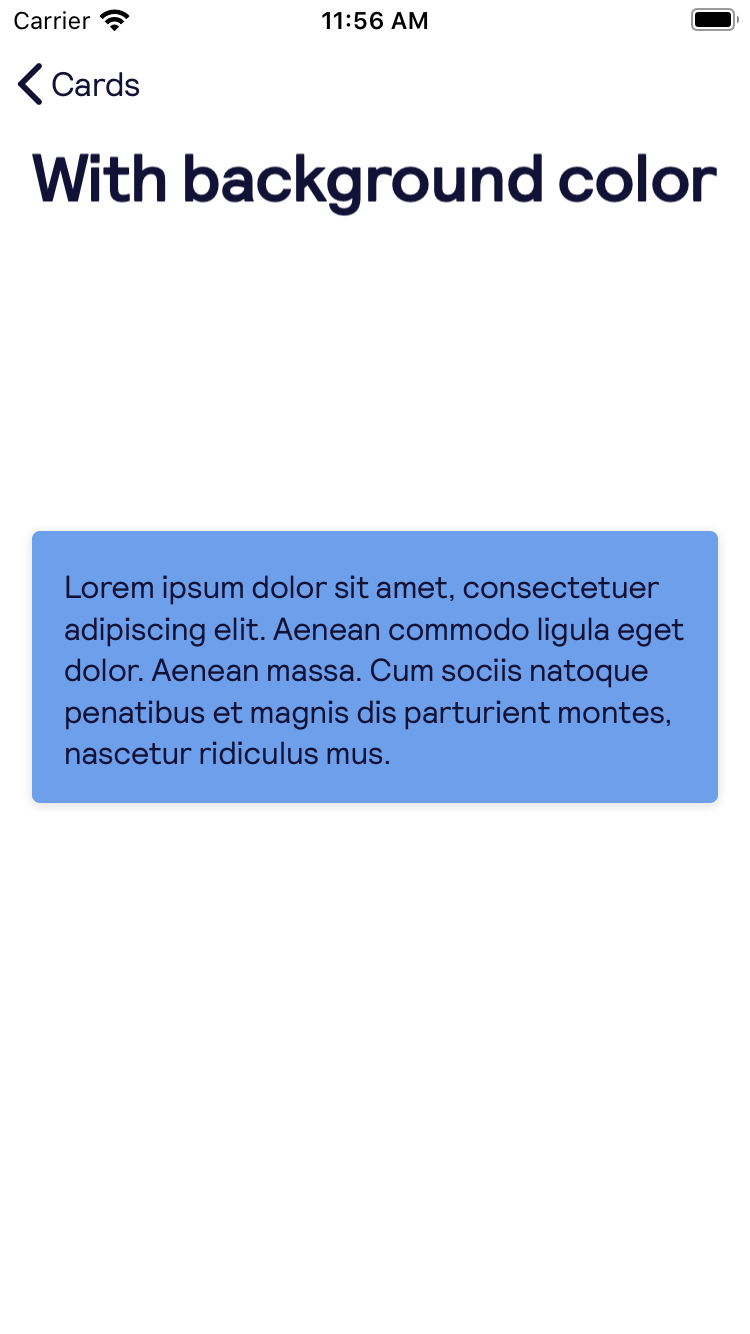 Carrier 11:56 AM
Cards
With background color
Lorem ipsum dolor sit amet, consectetuer
adipiscing elit. Aenean commodo ligula eget
dolor. Aenean massa. Cum sociis natoque
penatibus et magnis dis parturient montes,
nascetur ridiculus mus.